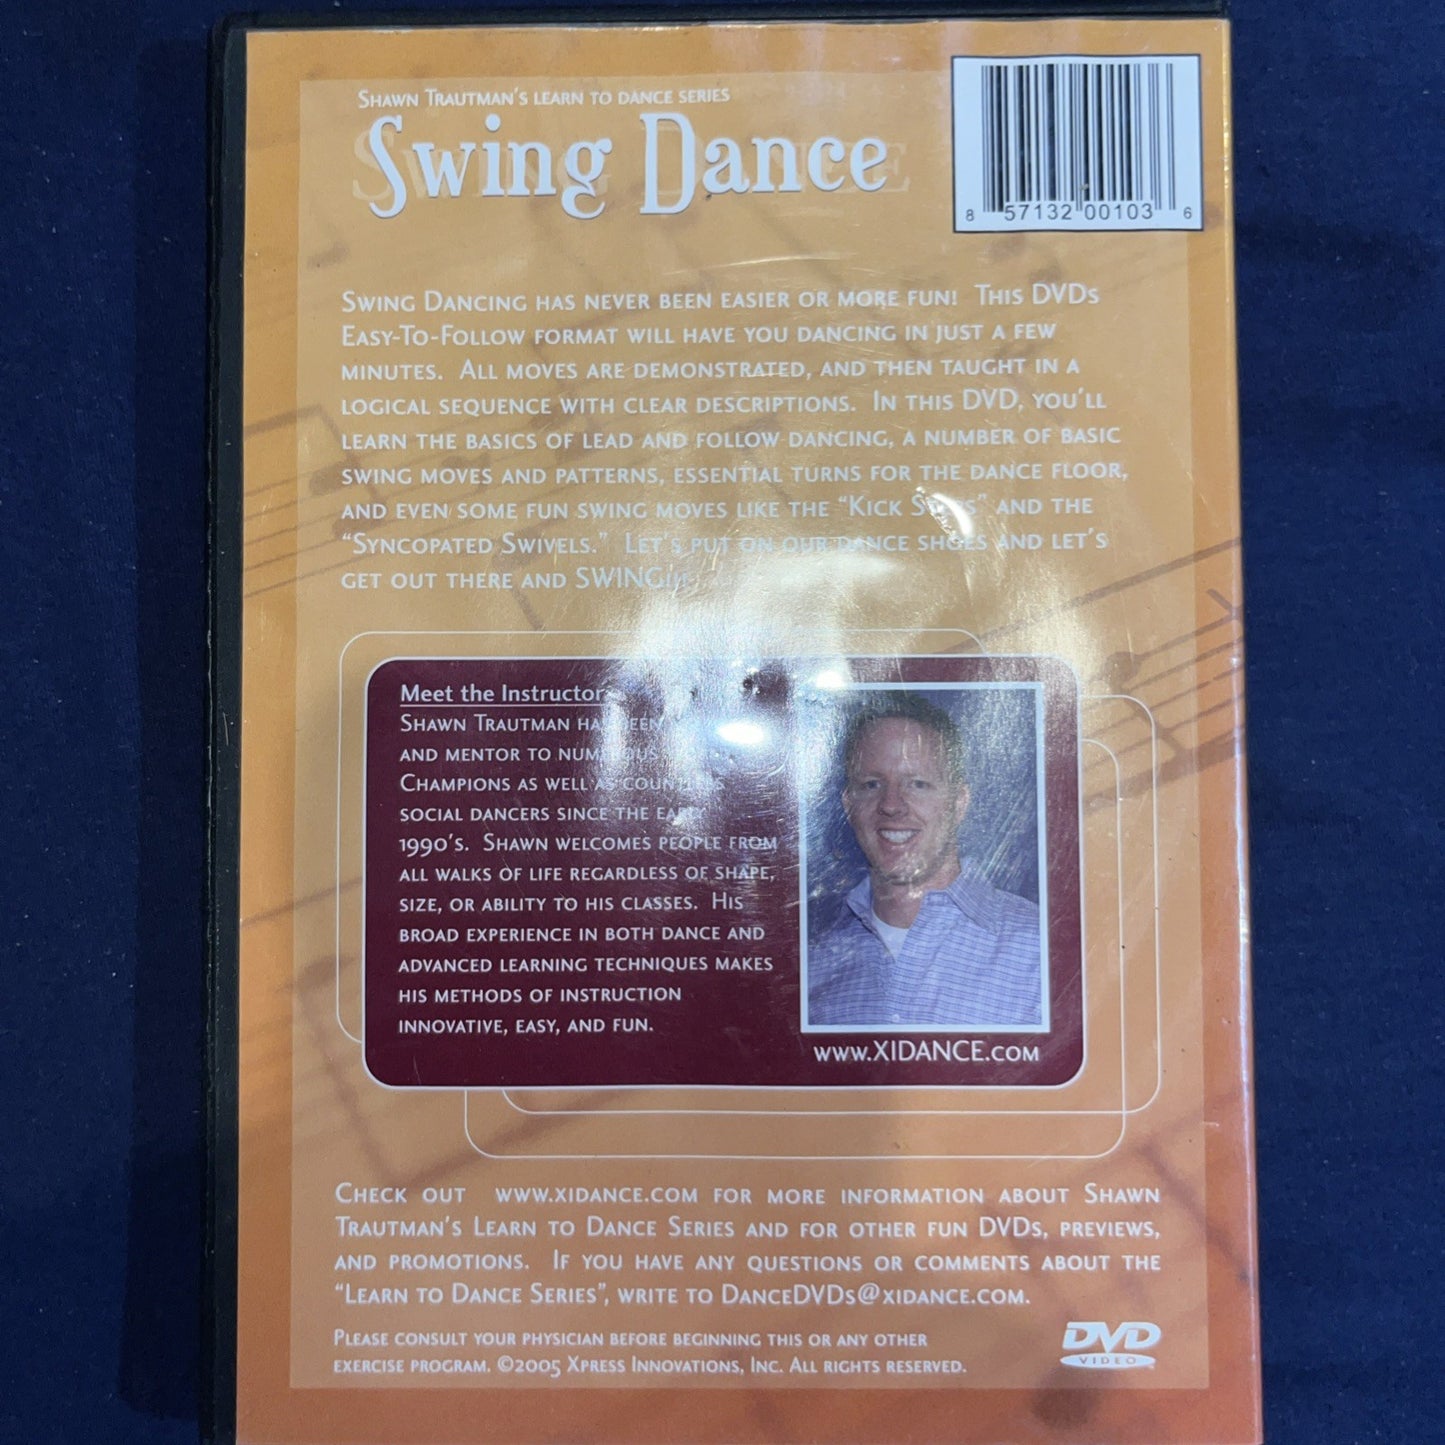 Shawn Trautman's learn to dance series
Swing Dance
8 57132 00103 6
Swing Dancing has never been easier or more fun! This DVDs
Easy-To-Follow format will have you dancing in just a few
minutes. All moves are demonstrated, and then taught in a
logical sequence with clear descriptions. In this DVD, you'll
learn the basics of lead and follow dancing, a number of basic
swing moves and patterns, essential turns for the dance floor,
and even some fun swing moves like the "Kick and the
"Syncopated Swivels." Let's put on our dance shoes and let's
get out there and SWING
Meet the Instructor
Shawn Trautman has been
and mentor to numerous
Champions as well as countless
social dancers since the early
1990's. Shawn welcomes people from
all walks of life regardless of shape,
size, or ability to his classes. His
broad experience in both dance and
advanced learning techniques makes
his methods of instruction
innovative, easy, and fun.
www.XIDANCE.com
Check out www.xidance.com for more information about Shawn
Trautman's Learn to Dance Series and for other fun DVDs, previews,
and promotions. If you have any questions or comments about the
"Learn to Dance Series", write to DanceDVDs@xidance.com.
Please consult your physician before beginning this or any other
exercise program. ©2005 Xpress Innovations, Inc. All rights reserved.
DVD
VIDEO